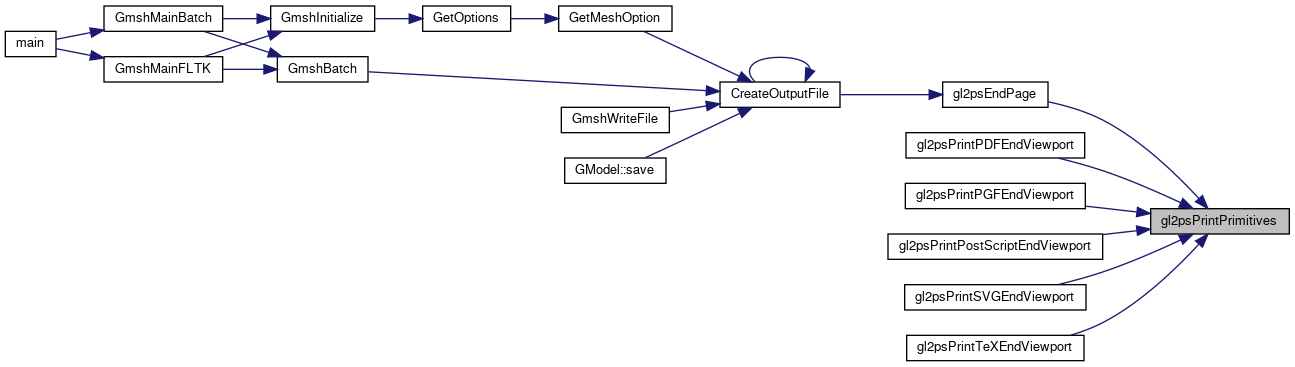 main
GmshMainBatch
GmshMainFLTK
GmshInitialize
GmshBatch
GetOptions
GetMeshOption
GmshWriteFile
GModel::save
CreateOutputFile
gl2psEndPage
gl2psPrintPDFEndViewport
gl2psPrintPGFEndViewport
gl2psPrintPostScriptEndViewport
gl2psPrintSVGEndViewport
gl2psPrintTeXEndViewport
gl2psPrintPrimitives